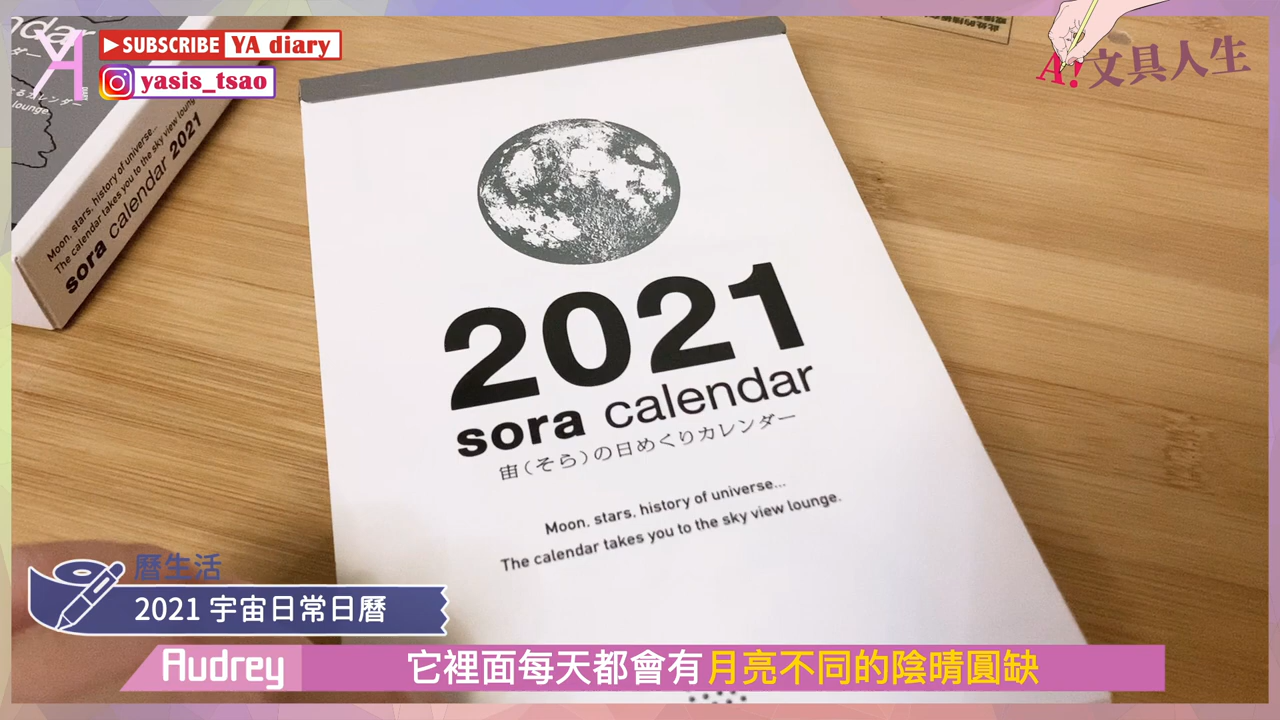 SUBSCRIBE YA diary
yasis_tsao
A!文具人生
Moon. stars. history of universe...
The calendar takes you to the sky view lounge
sora calendar 2021
lounge.
2021
sora calendar
宙(そら)の日めくりカレンダー
Moon. stars. history of universe...
The calendar takes you to the sky view lounge.
曆生活
2021 宇宙日常日曆
Audrey
它裡面每天都會有月亮不同的陰晴圓缺